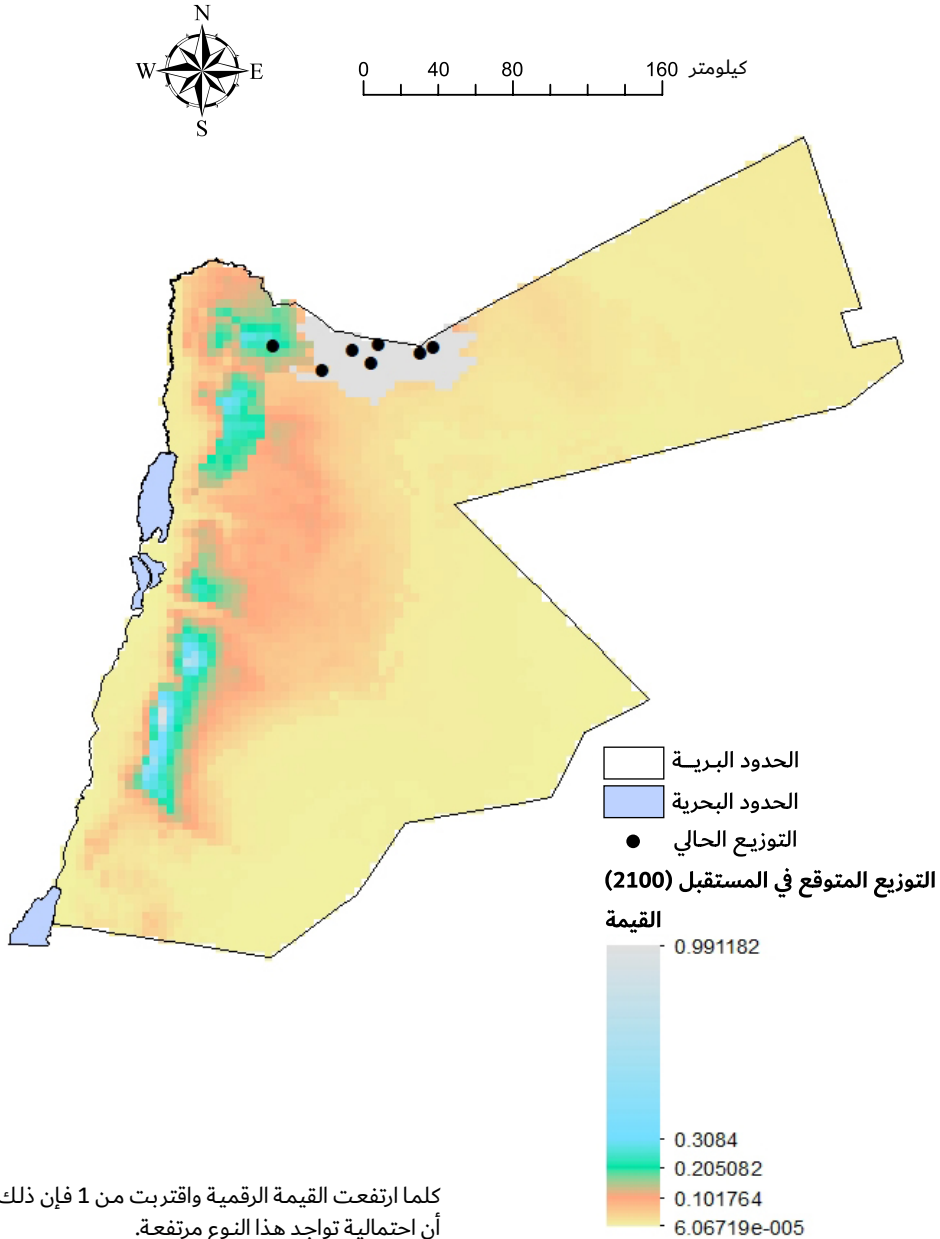 N
W E
S
0 40 80 160 كيلومتر
الحدود البرية
الحدود البحرية
التوزيع الحالي
التوزيع المتوقع في المستقبل (2100)
القيمة
0.991182
0.3084
0.205082
0.101764
6.06719e-005
كلما ارتفعت القيمة الرقمية واقتربت من 1 فإن ذلك
أن احتمالية تواجد هذا النوع مرتفعة.